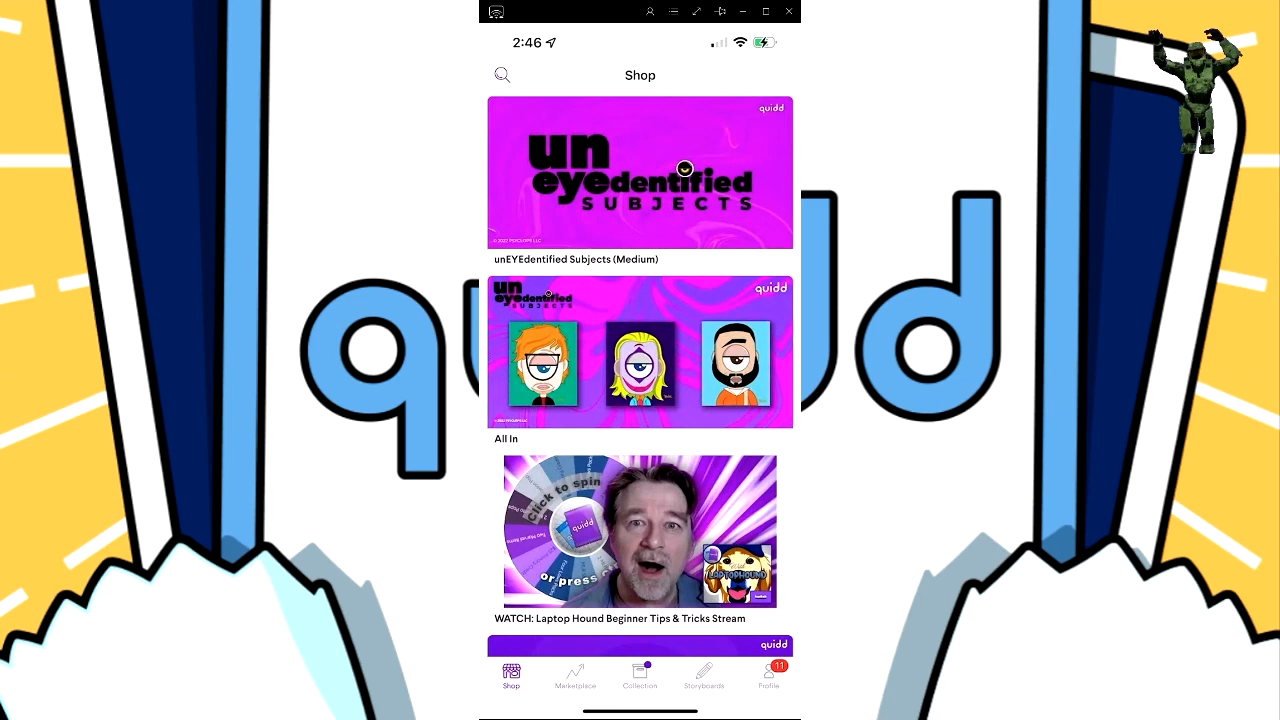 2:46
Shop
quidd
un
eyedentified
SUBJECTS
unEYEdentified Subjects (Medium)
un
eyedentified
SUBJECTS
quidd
All In
Click to spin
quidd
or press
LAPTOPHOUND
WATCH: Laptop Hound Beginner Tips & Tricks Stream
quidd
Shop
Marketplace
Collection
Storyboards
11
Profile
q
d